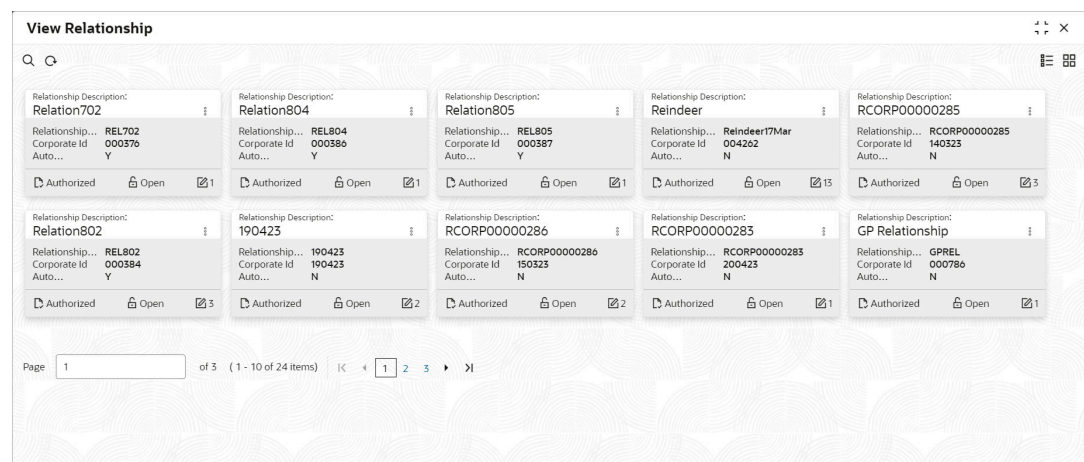 View Relationship
Relationship Description:
Relation702
Relationship... REL702
Corporate Id 000376
Auto... Y
Authorized Open 1
Relationship Description:
Relation804
Relationship... REL804
Corporate Id 000386
Auto... Y
Authorized Open 1
Relationship Description:
Relation805
Relationship... REL805
Corporate Id 000387
Auto... Y
Authorized Open 1
Relationship Description:
Reindeer
Relationship... Reindeer17Mar
Corporate Id 004262
Auto... N
Authorized Open 13
Relationship Description:
RCORP00000285
Relationship... RCORP00000285
Corporate Id 140323
Auto... N
Authorized Open 3
Relationship Description:
Relation802
Relationship... REL802
Corporate Id 000384
Auto... Y
Authorized Open 3
Relationship Description:
190423
Relationship... 190423
Corporate Id 190423
Auto... N
Authorized Open 2
Relationship Description:
RCORP00000286
Relationship... RCORP00000286
Corporate Id 150323
Auto... N
Authorized Open 2
Relationship Description:
RCORP00000283
Relationship... RCORP00000283
Corporate Id 200423
Auto... N
Authorized Open 1
Relationship Description:
GP Relationship
Relationship... GPREL
Corporate Id 000786
Auto... N
Authorized Open 1
Page 1 of 3 (1 - 10 of 24 items) 1 2 3